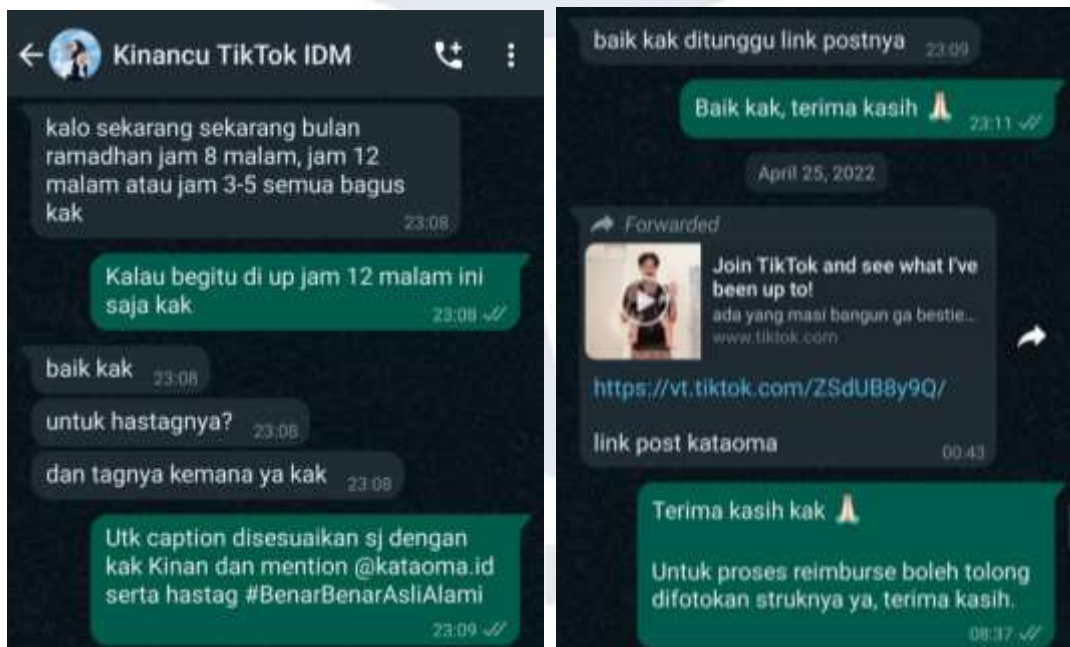 Kinancu TikTok IDM
kalo sekarang sekarang bulan
ramadhan jam 8 malam, jam 12
malam atau jam 3-5 semua bagus
kak
23:08
Kalau begitu di up jam 12 malam ini
saja kak
23:08
baik kak 23:08
untuk hastagnya? 23:08
dan tagnya kemana ya kak 23:08
Utk caption disesuaikan sj dengan
kak Kinan dan mention @kataoma.id
serta hastag #BenarBenarAsliAlami
23:09
baik kak ditunggu link postnya 23:09
Baik kak, terima kasih 🙏🏻 23:11
April 25, 2022
Forwarded
Join TikTok and see what I've
been up to!
ada yang masi bangun ga bestie...
www.tiktok.com
https://vt.tiktok.com/ZSdUB8y9Q/
link post kataoma
00:43
Terima kasih kak 🙏🏻
Untuk proses reimburse boleh tolong
difotokan struknya ya, terima kasih.
08:37